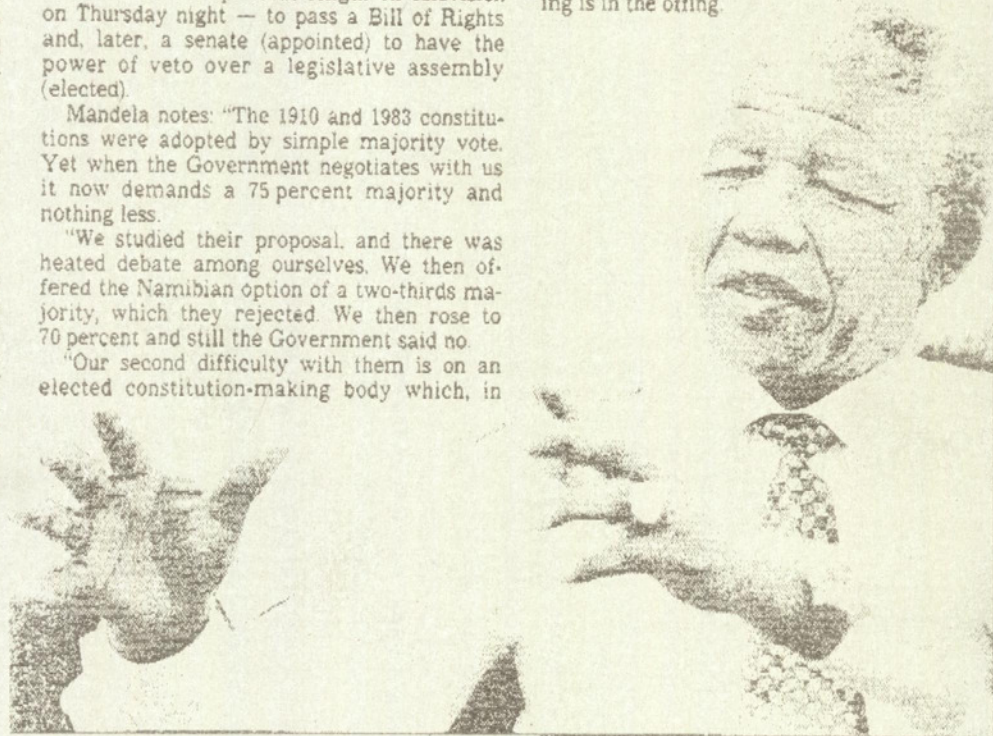 on Thursday night — to pass a Bill of Rights
and, later, a senate (appointed) to have the
power of veto over a legislative assembly
(elected).
Mandela notes: "The 1910 and 1983 constitu-
tions were adopted by simple majority vote.
Yet when the Government negotiates with us
it now demands a 75 percent majority and
nothing less.
"We studied their proposal, and there was
heated debate among ourselves. We then of-
fered the Namibian option of a two-thirds ma-
jority, which they rejected. We then rose to
70 percent and still the Government said no.
"Our second difficulty with them is on an
elected constitution-making body which, in
ing is in the offing.